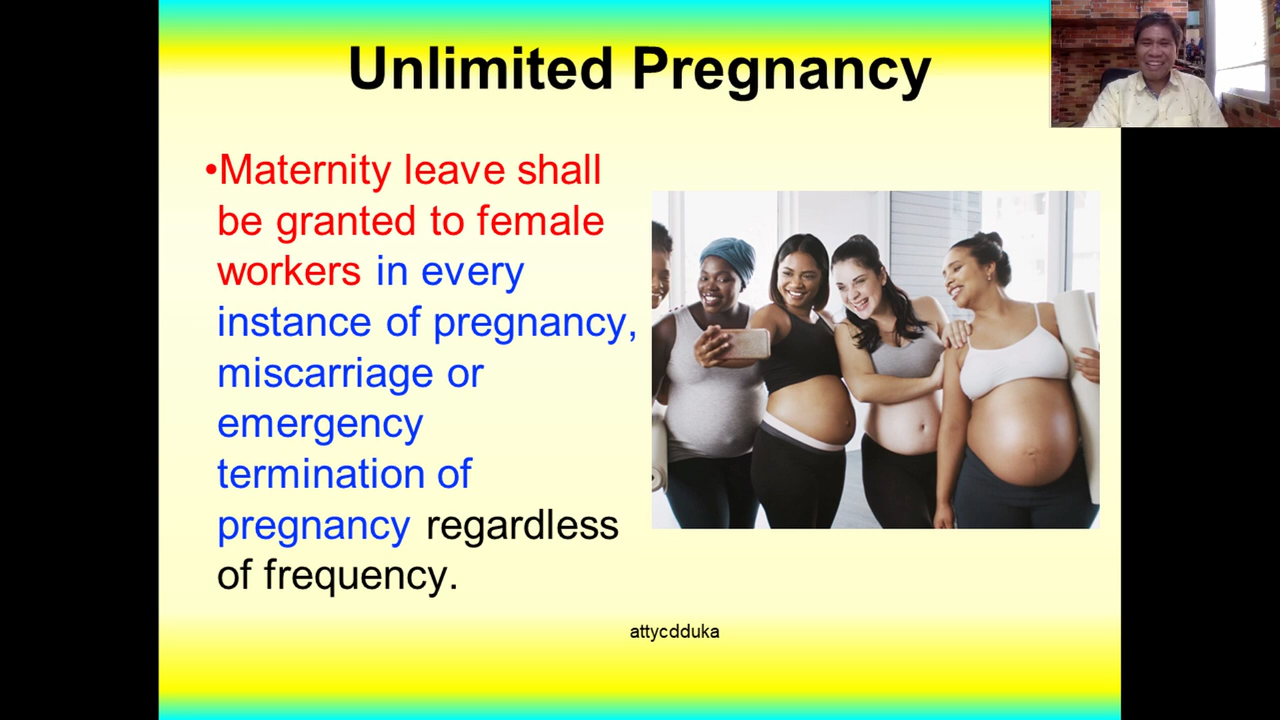 Unlimited Pregnancy
•Maternity leave shall
be granted to female
workers in every
instance of pregnancy,
miscarriage or
emergency
termination of
pregnancy regardless
of frequency.
attycdduka